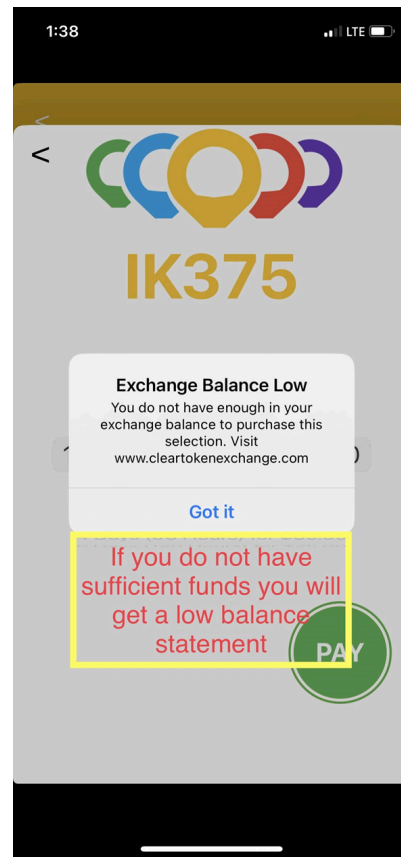 1:38
LTE
<
<
IK375
Exchange Balance Low
You do not have enough in your
exchange balance to purchase this
selection. Visit
www.cleartokenexchange.com
Got it
If you do not have
sufficient funds you will
get a low balance
statement
PAY